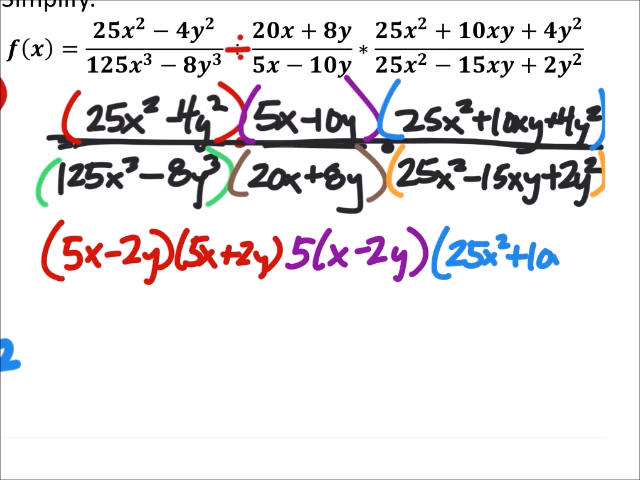 Simplify:
f(x) = (25x² − 4y²)/(125x³ − 8y³) ÷ (20x + 8y)/(5x − 10y) * (25x² + 10xy + 4y²)/(25x² − 15xy + 2y²)
(25x² - 4y²) (5x - 10y) (25x² + 10xy + 4y²)
(125x³ - 8y³) (20x + 8y) (25x² - 15xy + 2y²)
(5x - 2y)(5x + 2y) 5(x - 2y) (25x² + 10
2